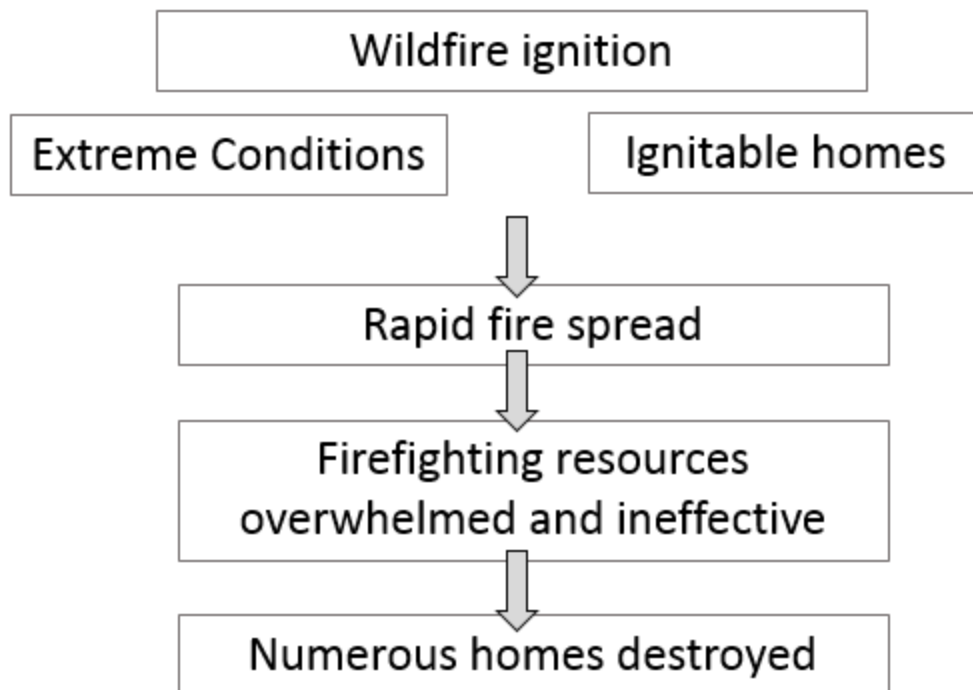 Wildfire ignition
Extreme Conditions
Ignitable homes
Rapid fire spread
Firefighting resources
overwhelmed and ineffective
Numerous homes destroyed